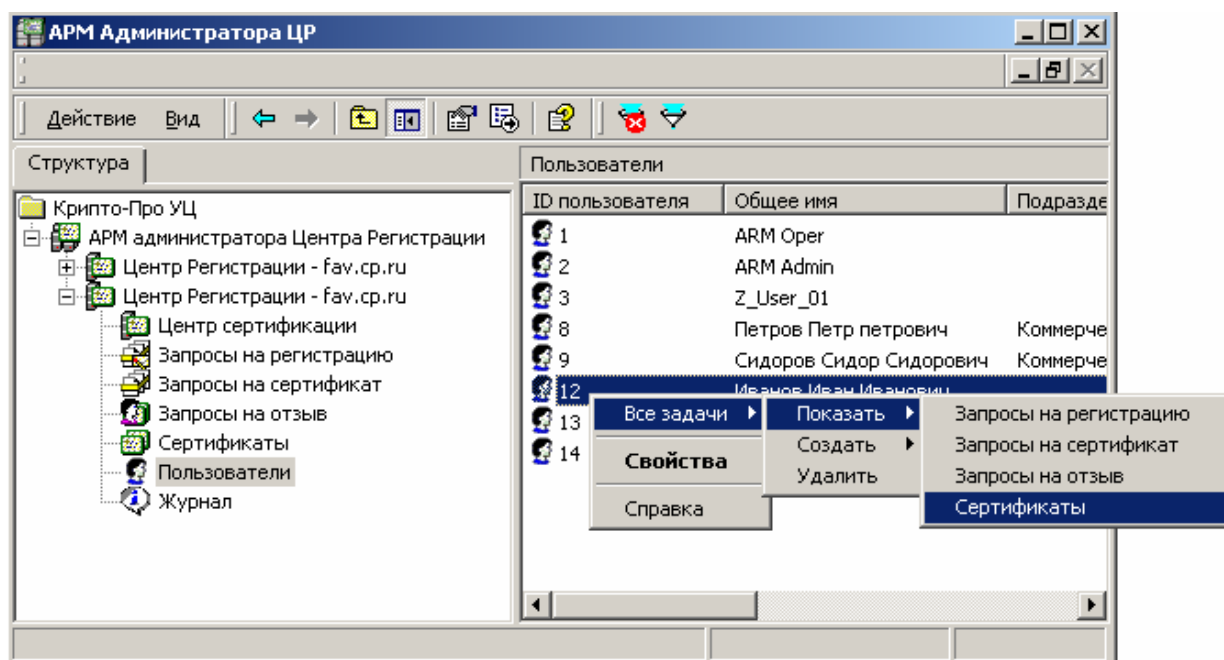 АРМ Администратора ЦР
Действие Вид
Структура
Пользователи
Крипто-Про УЦ
АРМ администратора Центра Регистрации
Центр Регистрации - fav.cp.ru
Центр Регистрации - fav.cp.ru
Центр сертификации
Запросы на регистрацию
Запросы на сертификат
Запросы на отзыв
Сертификаты
Пользователи
Журнал
ID пользователя Общее имя Подразде
1 ARM Oper
2 ARM Admin
3 Z_User_01
8 Петров Петр петрович Коммерче
9 Сидоров Сидор Сидорович Коммерче
12 Иванов Иван Иванович
13
14
Все задачи
Свойства
Справка
Показать
Создать
Удалить
Запросы на регистрацию
Запросы на сертификат
Запросы на отзыв
Сертификаты